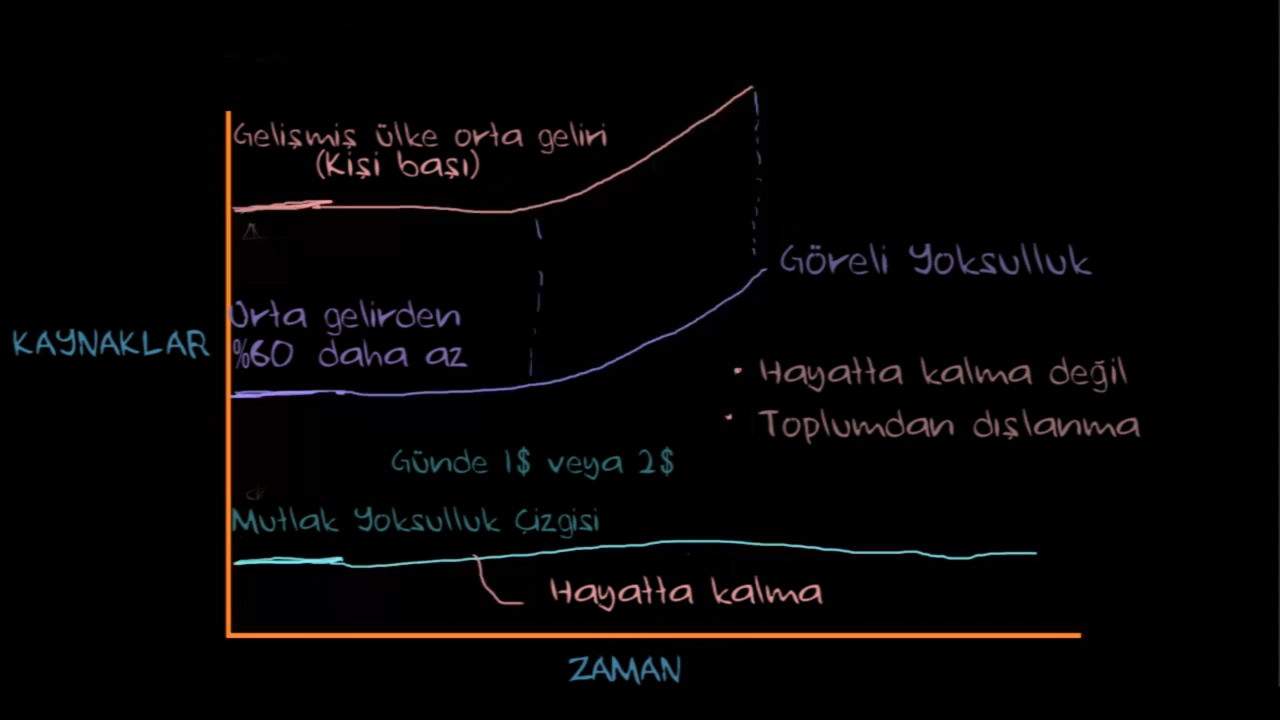 Gelişmiş ülke orta geliri
(Kişi başı)
Göreli Yoksulluk
Orta gelirden
%60 daha az
KAYNAKLAR
• Hayatta kalma değil
• Toplumdan dışlanma
Günde 1$ veya 2$
Mutlak Yoksulluk Çizgisi
Hayatta kalma
ZAMAN